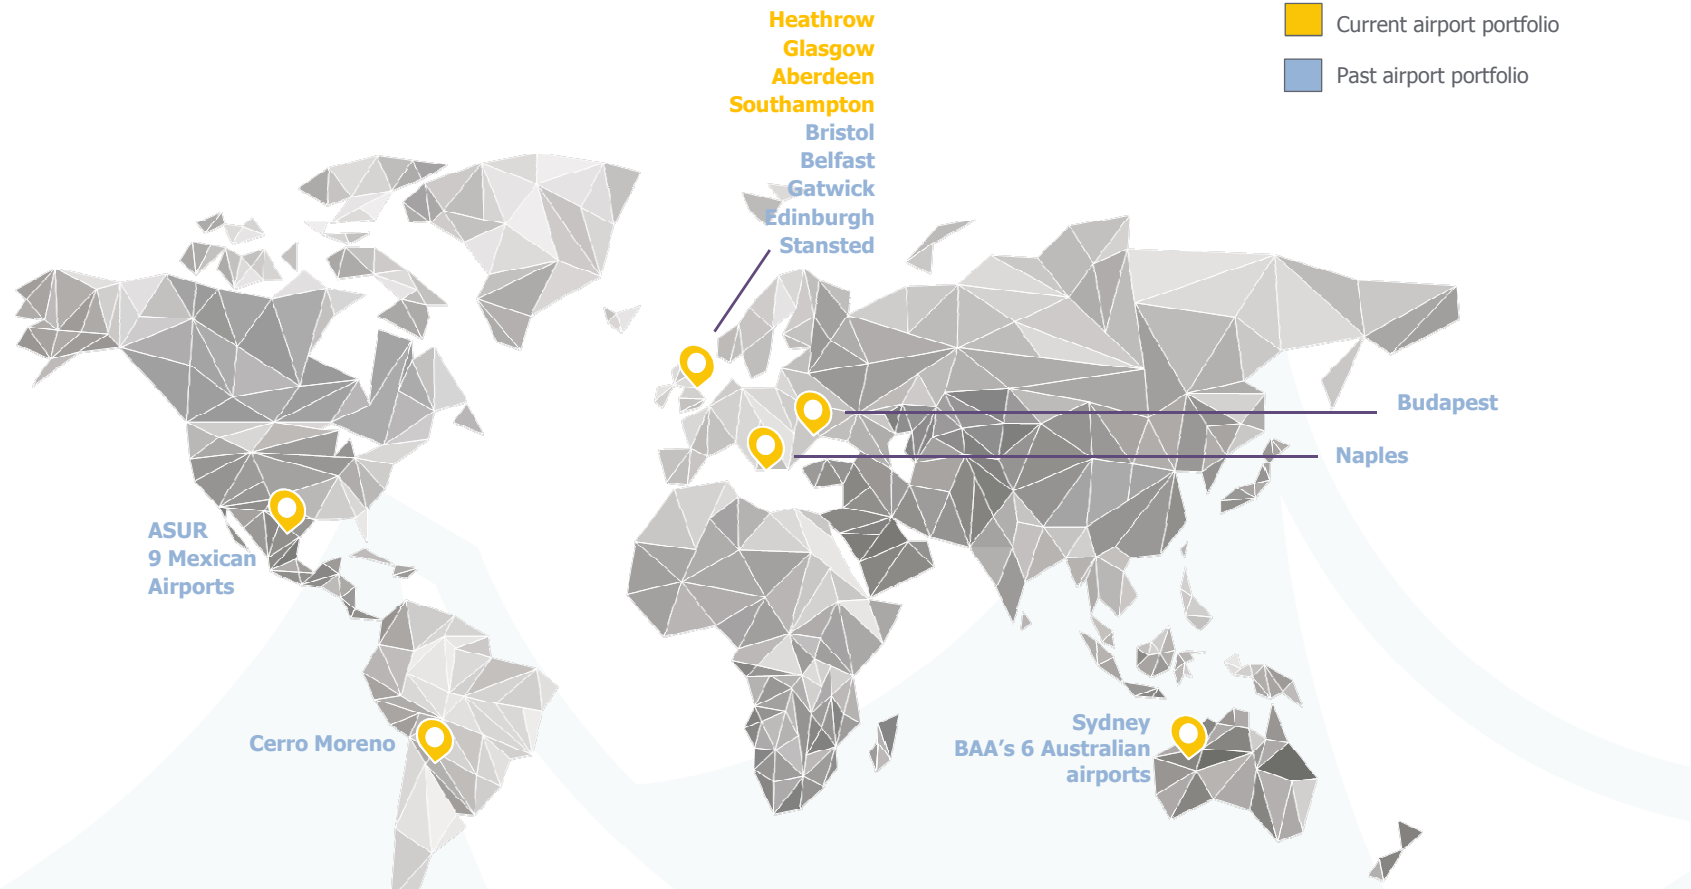 Heathrow
Glasgow
Aberdeen
Southampton
Bristol
Belfast
Gatwick
Edinburgh
Stansted
Current airport portfolio
Past airport portfolio
Budapest
Naples
ASUR
9 Mexican
Airports
Cerro Moreno
Sydney
BAA's 6 Australian
airports